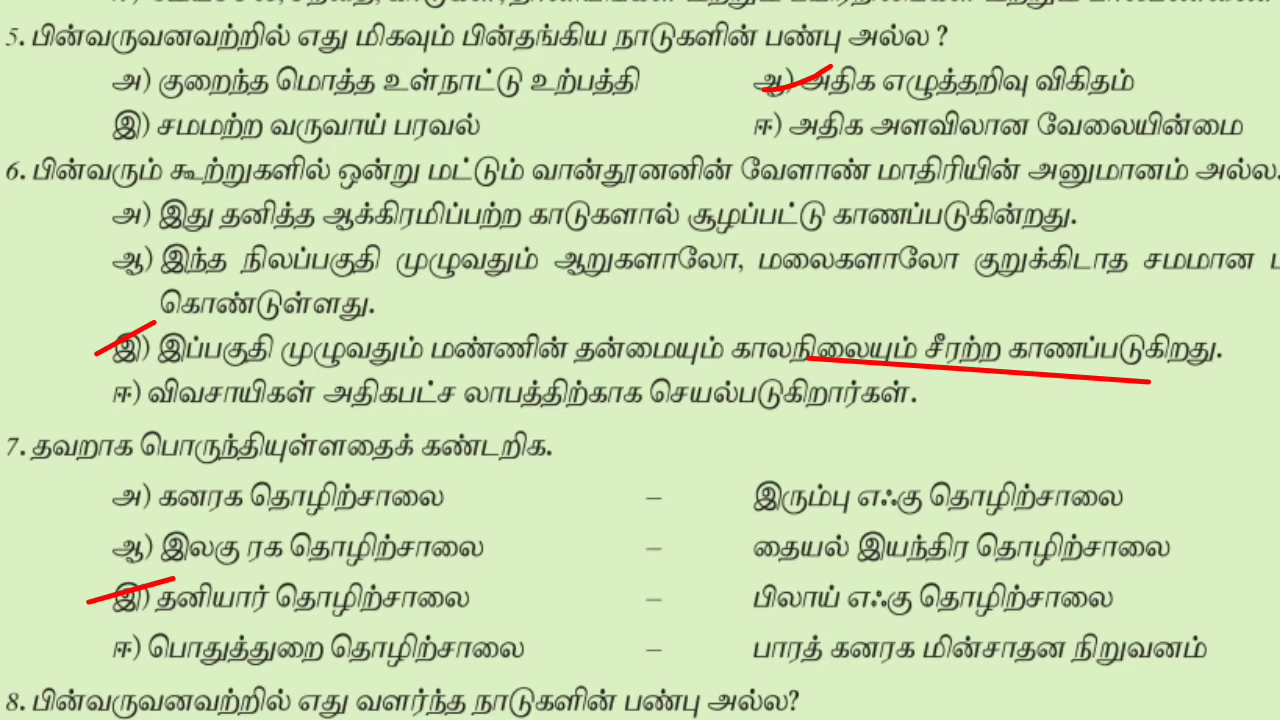 5. பின்வருவனவற்றில் எது மிகவும் பின்தங்கிய நாடுகளின் பண்பு அல்ல ?
அ) குறைந்த மொத்த உள்நாட்டு உற்பத்தி ஆ) அதிக எழுத்தறிவு விகிதம்
இ) சமமற்ற வருவாய் பரவல் ஈ) அதிக அளவிலான வேலையின்மை
6. பின்வரும் கூற்றுகளில் ஒன்று மட்டும் வான்தூனனின் வேளாண் மாதிரியின் அனுமானம் அல்ல.
அ) இது தனித்த ஆக்கிரமிப்பற்ற காடுகளால் சூழப்பட்டு காணப்படுகின்றது.
ஆ) இந்த நிலப்பகுதி முழுவதும் ஆறுகளாலோ, மலைகளாலோ குறுக்கிடாத சமமான
கொண்டுள்ளது.
இ) இப்பகுதி முழுவதும் மண்ணின் தன்மையும் காலநிலையும் சீரற்ற காணப்படுகிறது.
ஈ) விவசாயிகள் அதிகபட்ச லாபத்திற்காக செயல்படுகிறார்கள்.
7. தவறாக பொருந்தியுள்ளதைக் கண்டறிக.
அ) கனரக தொழிற்சாலை – இரும்பு எஃகு தொழிற்சாலை
ஆ) இலகு ரக தொழிற்சாலை – தையல் இயந்திர தொழிற்சாலை
இ) தனியார் தொழிற்சாலை – பிலாய் எஃகு தொழிற்சாலை
ஈ) பொதுத்துறை தொழிற்சாலை – பாரத் கனரக மின்சாதன நிறுவனம்
8. பின்வருவனவற்றில் எது வளர்ந்த நாடுகளின் பண்பு அல்ல?